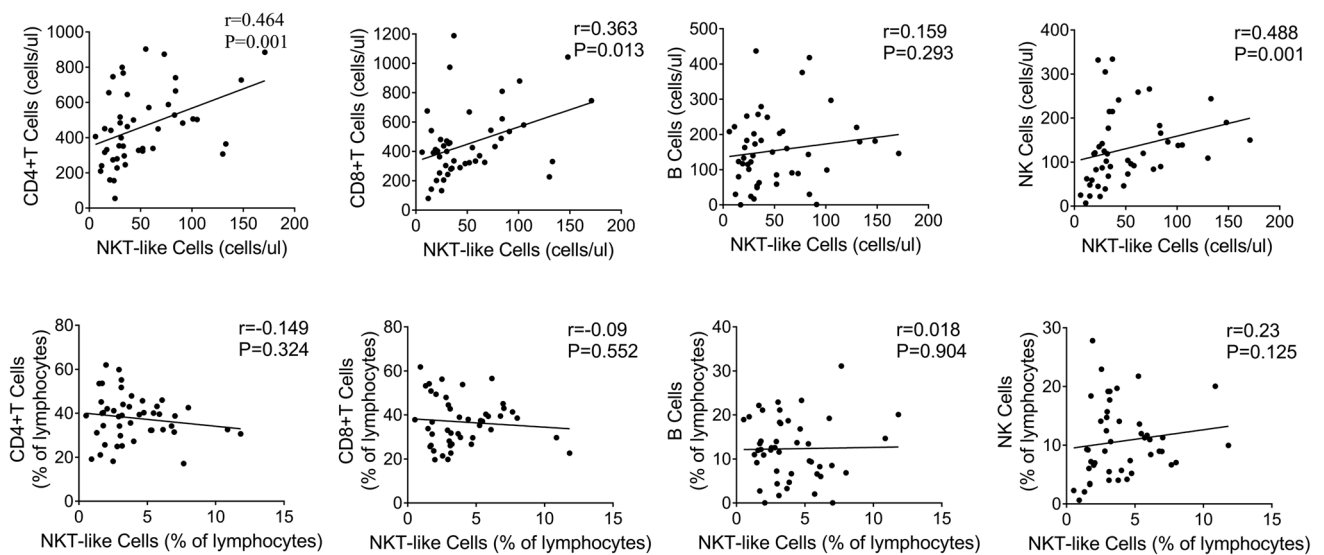 r=0.464
P=0.001
CD4+T Cells (cells/ul)
1000
800
600
400
200
0
0 50 100 150 200
NKT-like Cells (cells/ul)
r=0.363
P=0.013
CD8+T Cells (cells/ul)
1200
1000
800
600
400
200
0
0 50 100 150 200
NKT-like Cells (cells/ul)
r=0.159
P=0.293
B Cells (cells/ul)
500
400
300
200
100
0
0 50 100 150 200
NKT-like Cells (cells/ul)
r=0.488
P=0.001
NK Cells (cells/ul)
400
300
200
100
0
0 50 100 150 200
NKT-like Cells (cells/ul)
r=-0.149
P=0.324
CD4+T Cells
(% of lymphocytes)
80
60
40
20
0
0 5 10 15
NKT-like Cells (% of lymphocytes)
r=-0.09
P=0.552
CD8+T Cells
(% of lymphocytes)
80
60
40
20
0
0 5 10 15
NKT-like Cells (% of lymphocytes)
r=0.018
P=0.904
B Cells
(% of lymphocytes)
40
30
20
10
0
0 5 10 15
NKT-like Cells (% of lymphocytes)
r=0.23
P=0.125
NK Cells
(% of lymphocytes)
30
20
10
0
0 5 10 15
NKT-like Cells (% of lymphocytes)